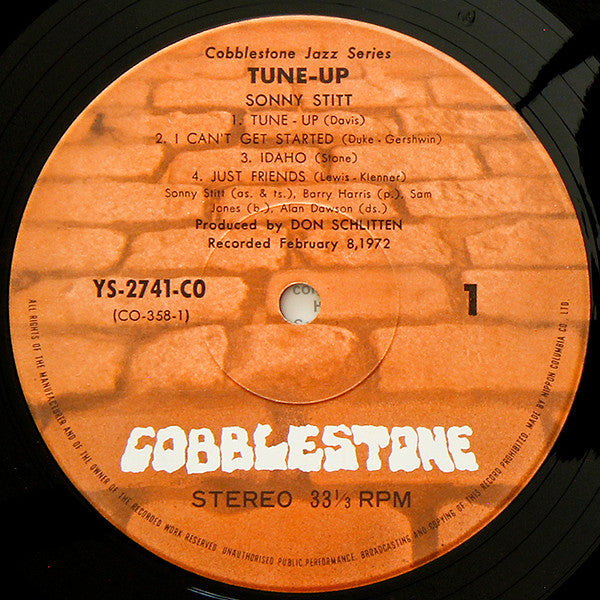 Cobblestone Jazz Series
TUNE-UP
SONNY STITT
1. TUNE - UP (Davis)
2. I CAN'T GET STARTED (Duke - Gershwin)
3. IDAHO (Stone)
4. JUST FRIENDS (Lewis - Klenner)
Sonny Stitt (as. & ts.), Barry Harris (p.), Sam
Jones (b.), Alan Dawson (ds.)
Produced by DON SCHLITTEN
Recorded February 8,1972
YS-2741-CO
(CO-358-1)
1
COBBLESTONE
STEREO 33 1/3 RPM
ALL RIGHTS OF THE MANUFACTURER AND OF THE OWNER OF THE RECORDED WORK RESERVED. UNAUTHORISED PUBLIC PERFORMANCE, BROADCASTING AND COPYING OF THIS RECORD PROHIBITED. MADE BY NIPPON COLUMBIA CO. LTD.